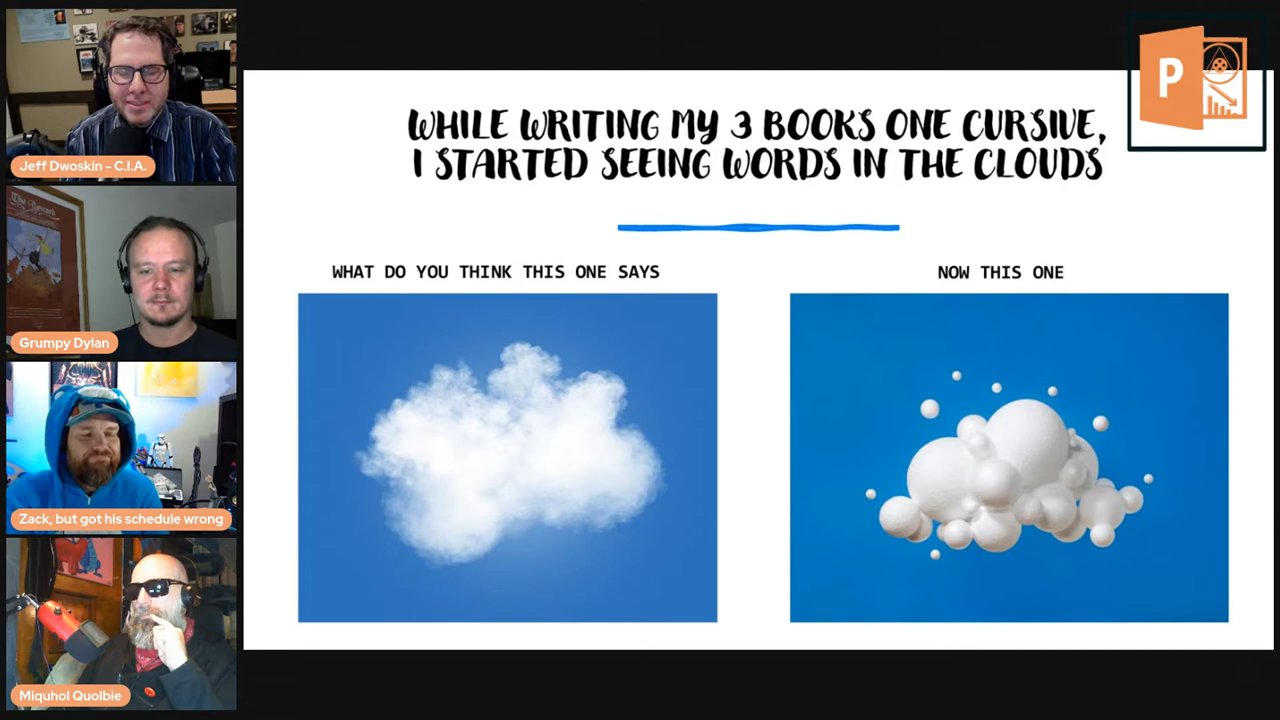 Jeff Dwoskin - C.I.A.
Grumpy Dylan
Zack, but got his schedule wrong
Miquhol Quolbie
P
WHILE WRITING MY 3 BOOKS ONE CURSIVE,
I STARTED SEEING WORDS IN THE CLOUDS
WHAT DO YOU THINK THIS ONE SAYS
NOW THIS ONE